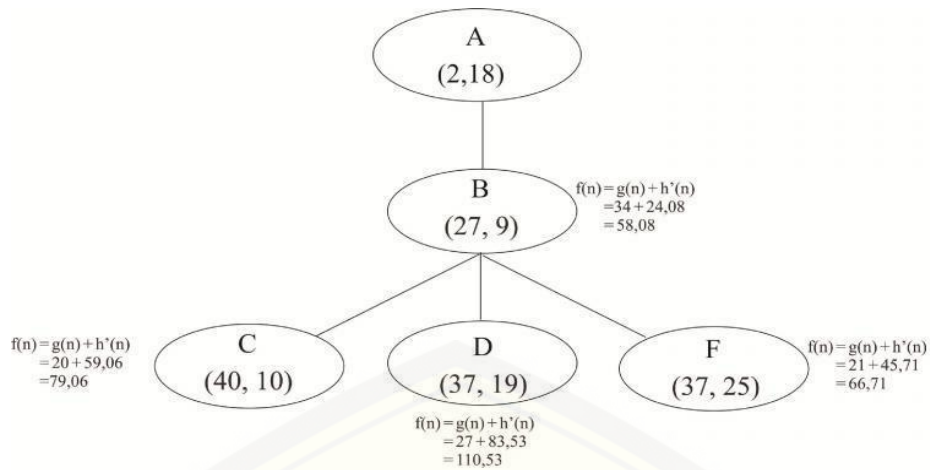 A
(2,18)
B
(27, 9)
f(n)=g(n)+h’(n)
=34+24,08
=58,08
C
(40, 10)
f(n)=g(n)+h’(n)
=20+59,06
=79,06
D
(37, 19)
f(n)=g(n)+h’(n)
=27+83,53
=110,53
F
(37, 25)
f(n)=g(n)+h’(n)
=21+45,71
=66,71